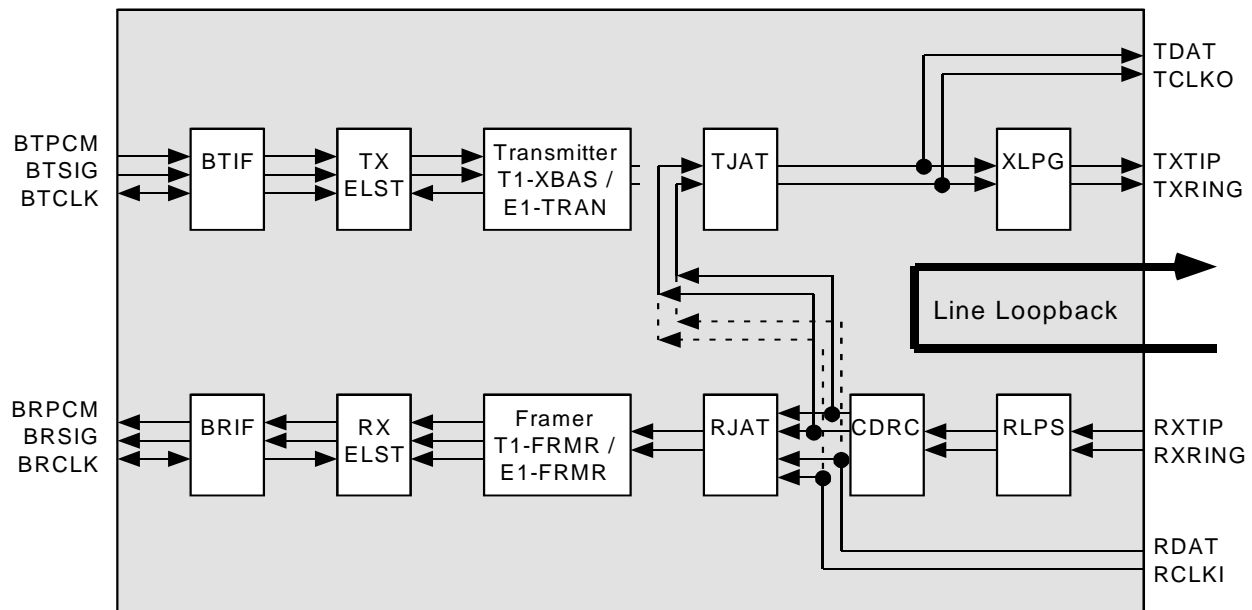 TDAT
TCLKO
BTPCM
BTSIG
BTCLK
BTIF
TX
ELST
Transmitter
T1-XBAS /
E1-TRAN
TJAT
XLPG
TXTIP
TXRING
Line Loopback
BRPCM
BRSIG
BRCLK
BRIF
RX
ELST
Framer
T1-FRMR /
E1-FRMR
RJAT
CDRC
RLPS
RXTIP
RXRING
RDAT
RCLKI